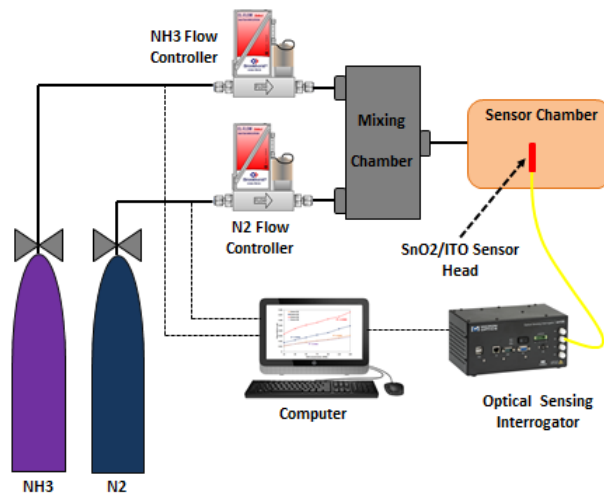 NH3 Flow
Controller
N2 Flow
Controller
Mixing
Chamber
Sensor Chamber
SnO2/ITO Sensor
Head
Computer
Optical Sensing
Interrogator
NH3
N2